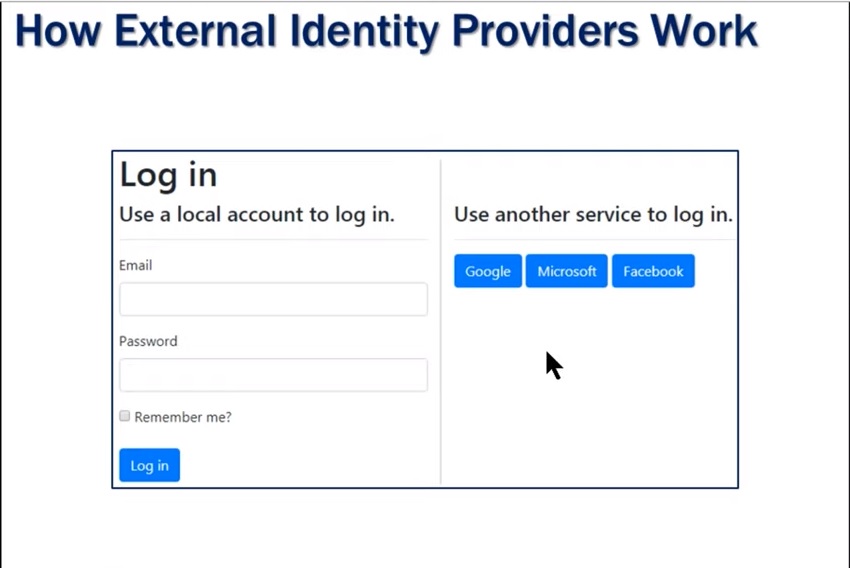 How External Identity Providers Work
Log in
Use a local account to log in.
Email
Password
Remember me?
Log in
Use another service to log in.
Google Microsoft Facebook